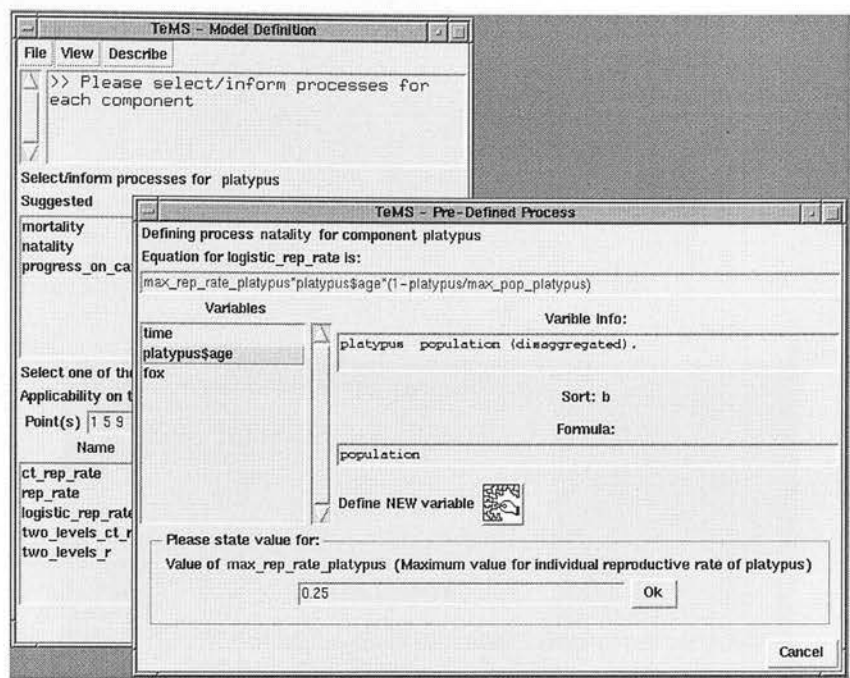 TeMS - Model Definition
File View Describe
>> Please select/inform processes for
each component
Select/inform processes for platypus
Suggested
mortality
natality
progress_on_ca
Select one of the
Applicability on t
Point(s) 1 5 9
Name
ct_rep_rate
rep_rate
logistic_rep_rate
two_levels_ct_r
two_levels_r
TeMS - Pre-Defined Process
Defining process natality for component platypus
Equation for logistic_rep_rate is:
max_rep_rate_platypus*platypus$age*(1-platypus/max_pop_platypus)
Variables
time
platypus$age
fox
Varible Info:
platypus population (disaggregated).
Sort: b
Formula:
population
Define NEW variable
Please state value for:
Value of max_rep_rate_platypus (Maximum value for individual reproductive rate of platypus)
0.25
Ok
Cancel